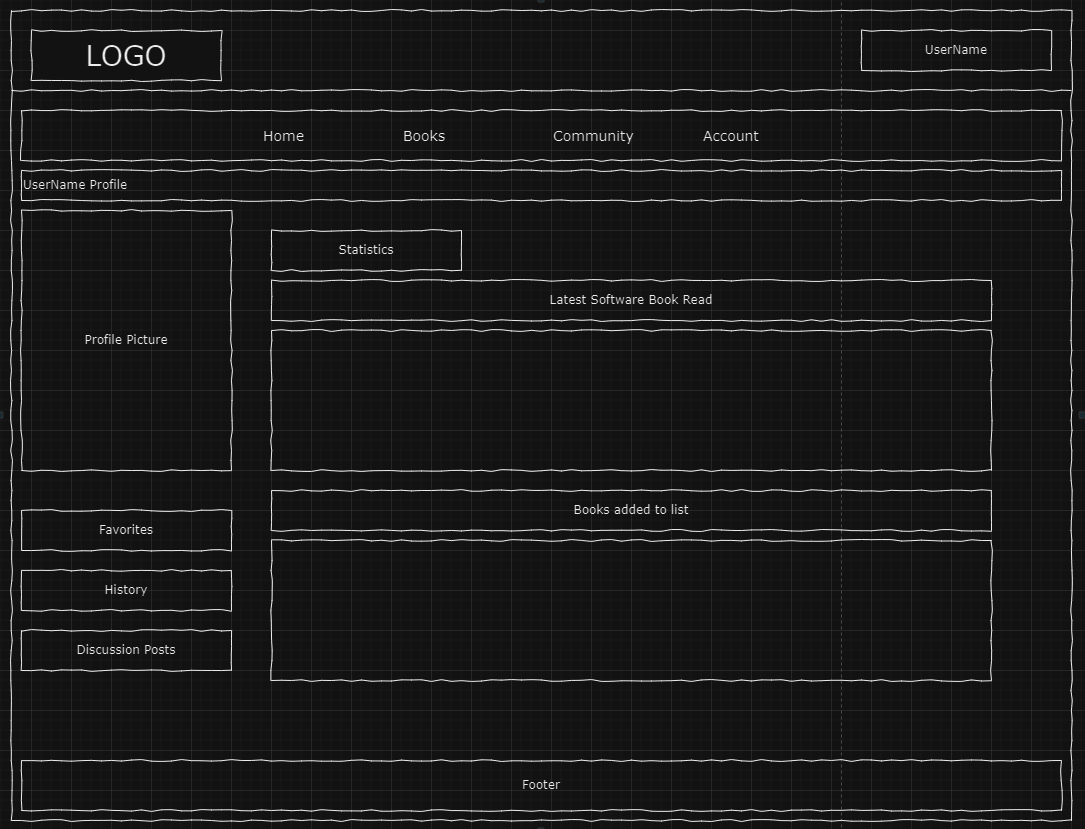 LOGO
UserName
Home
Books
Community
Account
UserName Profile
Profile Picture
Statistics
Latest Software Book Read
Favorites
History
Discussion Posts
Books added to list
Footer